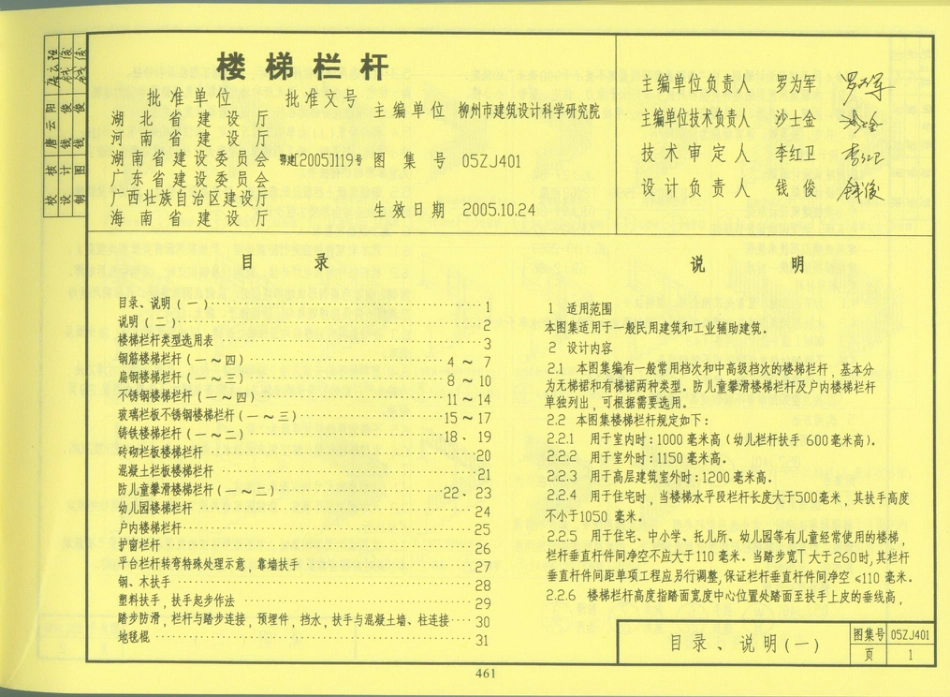 楼梯栏杆
批准单位 批准文号
湖北省建设厅
河南省建设厅
湖南省建设委员会 鄂建[2005]119号
广东省建设委员会
广西壮族自治区建设厅
海南省建设厅
主编单位 柳州市建筑设计科学研究院
图集号 05ZJ401
生效日期 2005.10.24
主编单位负责人 罗为军
主编单位技术负责人 沙士金
技术审定人 李红卫
设计负责人 钱俊
校核 唐云阳
设计 钱俊
制图 钱俊
目录
目录、说明(一)……1
说明(二)……2
楼梯栏杆类型选用表……3
钢筋楼梯栏杆(一~四)……4~7
扁钢楼梯栏杆(一~三)……8~10
不锈钢楼梯栏杆(一~四)……11~14
玻璃栏板不锈钢楼梯栏杆(一~三)……15~17
铸铁楼梯栏杆(一~二)……18、19
砖砌栏板楼梯栏杆……20
混凝土栏板楼梯栏杆……21
防儿童攀滑楼梯栏杆(一~二)……22、23
幼儿园楼梯栏杆……24
户内楼梯栏杆……25
护窗栏杆……26
平台栏杆转弯特殊处理示意,靠墙扶手……27
钢、木扶手……28
塑料扶手,扶手起步作法……29
踏步防滑,栏杆与踏步连接,预埋件,挡水,扶手与混凝土墙、柱连接……30
地毯棍……31
说明
1 适用范围
本图集适用于一般民用建筑和工业辅助建筑。
2 设计内容
2.1 本图集编有一般常用档次和中高级档次的楼梯栏杆,基本分
为无梯裙和有梯裙两种类型。防儿童攀滑楼梯栏杆及户内楼梯栏杆
单独列出,可根据需要选用。
2.2 本图集楼梯栏杆规定如下:
2.2.1 用于室内时:1000毫米高(幼儿栏杆扶手600毫米高)。
2.2.2 用于室外时:1150毫米高。
2.2.3 用于高层建筑室外时:1200毫米高。
2.2.4 用于住宅时,当楼梯水平段栏杆长度大于500毫米,其扶手高度
不小于1050毫米。
2.2.5 用于住宅、中小学、托儿所、幼儿园等有儿童经常使用的楼梯,
栏杆垂直杆件间净空不应大于110毫米。当踏步宽T大于260时,其栏杆
垂直杆件间距单项工程应另行调整,保证栏杆垂直杆件间净空≤110毫米。
2.2.6 楼梯栏杆高度指踏面宽度中心位置处踏面至扶手上皮的垂线高,
目录、说明(一)
图集号 05ZJ401
页 1
461